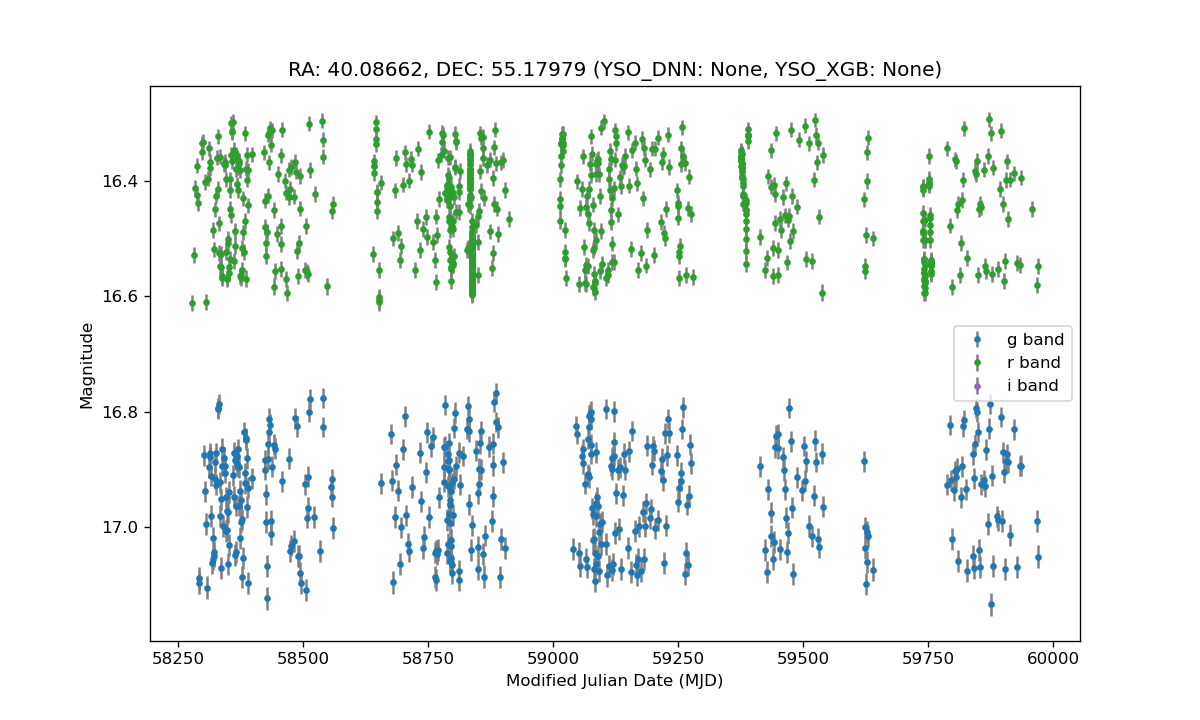 RA: 40.08662, DEC: 55.17979 (YSO_DNN: None, YSO_XGB: None)
16.4
16.6
16.8
17.0
Magnitude
g band
r band
i band
58250 58500 58750 59000 59250 59500 59750 60000
Modified Julian Date (MJD)